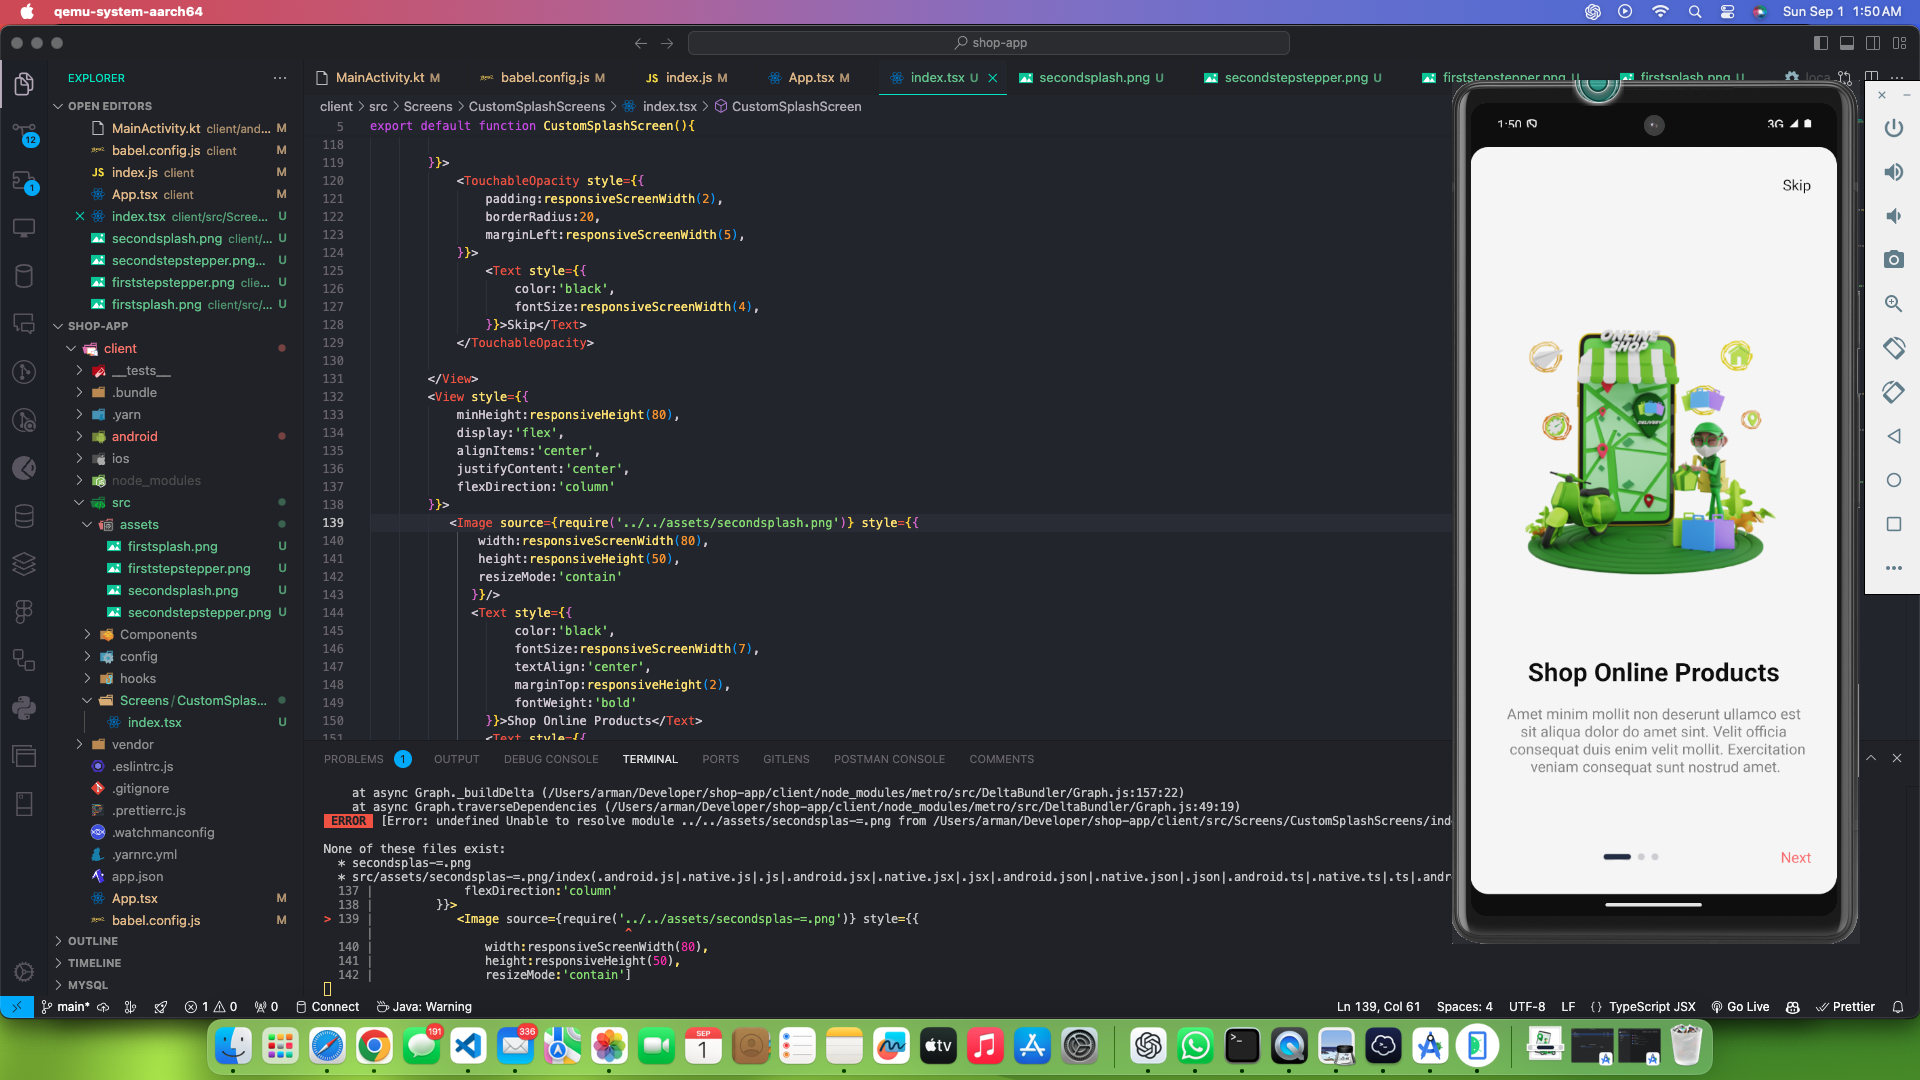 qemu-system-aarch64
Sun Sep 1 1:50 AM
shop-app
EXPLORER
MainActivity.kt M
babel.config.js M
JS index.js M
App.tsx M
index.tsx U
secondsplash.png U
secondstepstepper.png U
firststepstepper.png U
firstsplash.png U
loca
client > src > Screens > CustomSplashScreens > index.tsx > CustomSplashScreen
OPEN EDITORS
MainActivity.kt client/and... M
babel.config.js client M
JS index.js client M
App.tsx client M
index.tsx client/src/Scree... U
secondsplash.png client/... U
secondstepstepper.png... U
firststepstepper.png clie... U
firstsplash.png client/src/... U
12
1
SHOP-APP
client
__tests__
.bundle
.yarn
android
ios
node_modules
src
assets
firstsplash.png U
firststepstepper.png U
secondsplash.png U
secondstepstepper.png U
Components
config
hooks
Screens / CustomSplas...
index.tsx U
vendor
.eslintrc.js
.gitignore
.prettierrc.js
.watchmanconfig
.yarnrc.yml
app.json
App.tsx M
babel.config.js M
OUTLINE
TIMELINE
MYSQL
5 export default function CustomSplashScreen(){
118
119 }}>
120 <TouchableOpacity style={{
121 padding:responsiveScreenWidth(2),
122 borderRadius:20,
123 marginLeft:responsiveScreenWidth(5),
124 }}>
125 <Text style={{
126 color:'black',
127 fontSize:responsiveScreenWidth(4),
128 }}>Skip</Text>
129 </TouchableOpacity>
130
131 </View>
132 <View style={{
133 minHeight:responsiveHeight(80),
134 display:'flex',
135 alignItems:'center',
136 justifyContent:'center',
137 flexDirection:'column'
138 }}>
139 <Image source={require('../../assets/secondsplash.png')} style={{
140 width:responsiveScreenWidth(80),
141 height:responsiveHeight(50),
142 resizeMode:'contain'
143 }}/>
144 <Text style={{
145 color:'black',
146 fontSize:responsiveScreenWidth(7),
147 textAlign:'center',
148 marginTop:responsiveHeight(2),
149 fontWeight:'bold'
150 }}>Shop Online Products</Text>
151 <Text style={{
PROBLEMS 1 OUTPUT DEBUG CONSOLE TERMINAL PORTS GITLENS POSTMAN CONSOLE COMMENTS
at async Graph._buildDelta (/Users/arman/Developer/shop-app/client/node_modules/metro/src/DeltaBundler/Graph.js:157:22)
at async Graph.traverseDependencies (/Users/arman/Developer/shop-app/client/node_modules/metro/src/DeltaBundler/Graph.js:49:19)
ERROR [Error: undefined Unable to resolve module ../../assets/secondsplas-=.png from /Users/arman/Developer/shop-app/client/src/Screens/CustomSplashScreens/ind
None of these files exist:
* secondsplas-=.png
* src/assets/secondsplas-=.png/index(.android.js|.native.js|.js|.android.jsx|.native.jsx|.jsx|.android.json|.native.json|.json|.android.ts|.native.ts|.ts|.andro
137 | flexDirection:'column'
138 | }}>
> 139 | <Image source={require('../../assets/secondsplas-=.png')} style={{
| ^
140 | width:responsiveScreenWidth(80),
141 | height:responsiveHeight(50),
142 | resizeMode:'contain']
1:50
3G
Skip
ONLINE
SHOP
DELIVERY
Shop Online Products
Amet minim mollit non deserunt ullamco est
sit aliqua dolor do amet sint. Velit officia
consequat duis enim velit mollit. Exercitation
veniam consequat sunt nostrud amet.
Next
main* 1 0 0 Connect Java: Warning
Ln 139, Col 61 Spaces: 4 UTF-8 LF {} TypeScript JSX Go Live Prettier
191
336
SEP
1
tv